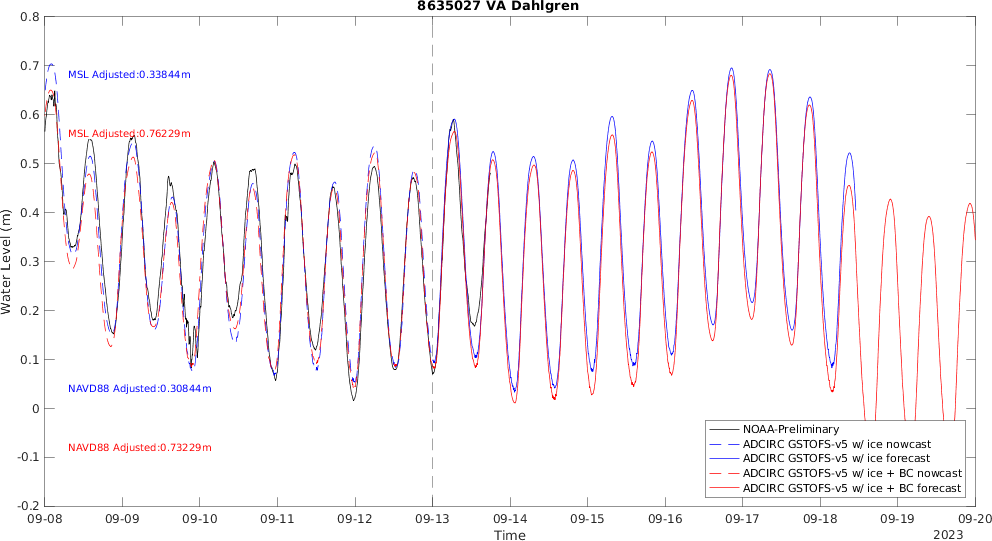 8635027 VA Dahlgren
0.8
0.7
MSL Adjusted:0.33844m
0.6
MSL Adjusted:0.76229m
0.5
0.4
Water Level (m)
0.3
0.2
0.1
NAVD88 Adjusted:0.30844m
0
NAVD88 Adjusted:0.73229m
-0.1
-0.2
NOAA-Preliminary
ADCIRC GSTOFS-v5 w/ ice nowcast
ADCIRC GSTOFS-v5 w/ ice forecast
ADCIRC GSTOFS-v5 w/ ice + BC nowcast
ADCIRC GSTOFS-v5 w/ ice + BC forecast
09-08 09-09 09-10 09-11 09-12 09-13 09-14 09-15 09-16 09-17 09-18 09-19 09-20
Time
2023